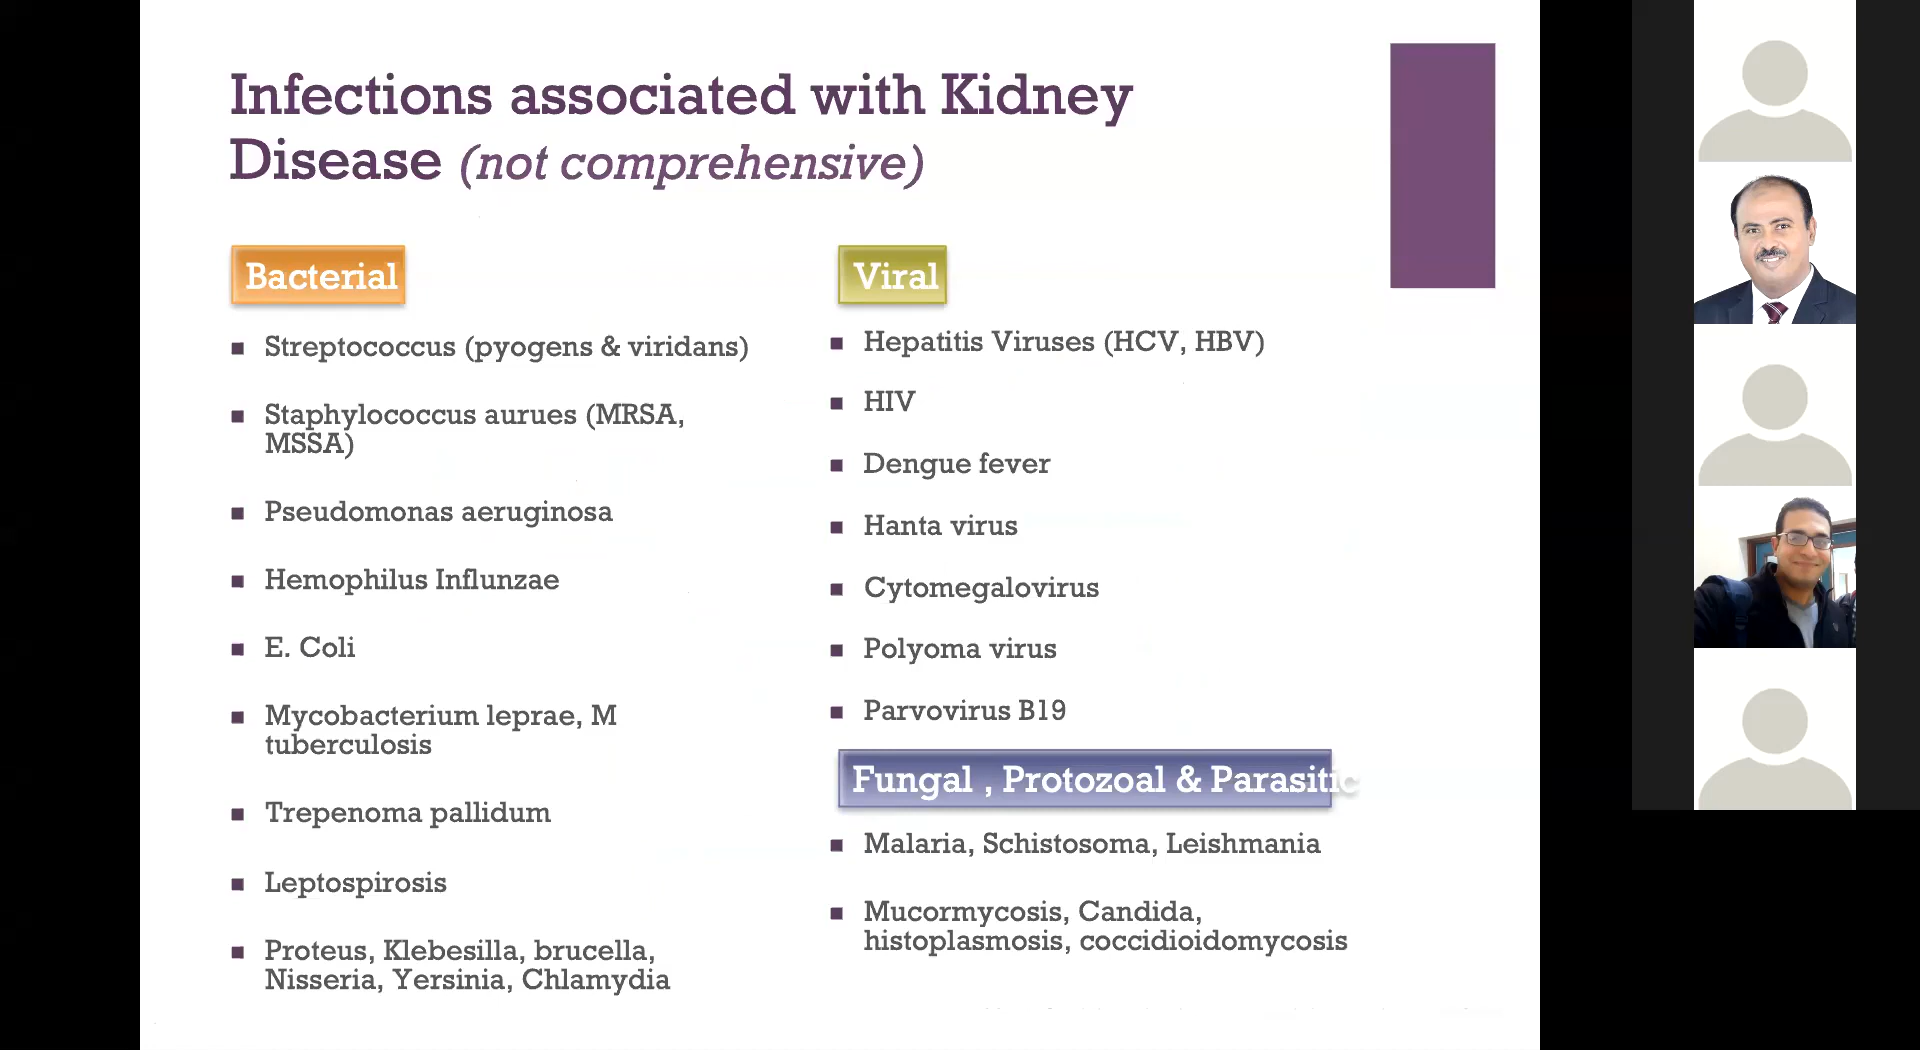 Infections associated with Kidney
Disease (not comprehensive)
Bacterial
Streptococcus (pyogens & viridans)
Staphylococcus aurues (MRSA,
MSSA)
Pseudomonas aeruginosa
Hemophilus Influnzae
E. Coli
Mycobacterium leprae, M
tuberculosis
Trepenoma pallidum
Leptospirosis
Proteus, Klebesilla, brucella,
Nisseria, Yersinia, Chlamydia
Viral
Hepatitis Viruses (HCV, HBV)
HIV
Dengue fever
Hanta virus
Cytomegalovirus
Polyoma virus
Parvovirus B19
Fungal , Protozoal & Parasitic
Malaria, Schistosoma, Leishmania
Mucormycosis, Candida,
histoplasmosis, coccidioidomycosis